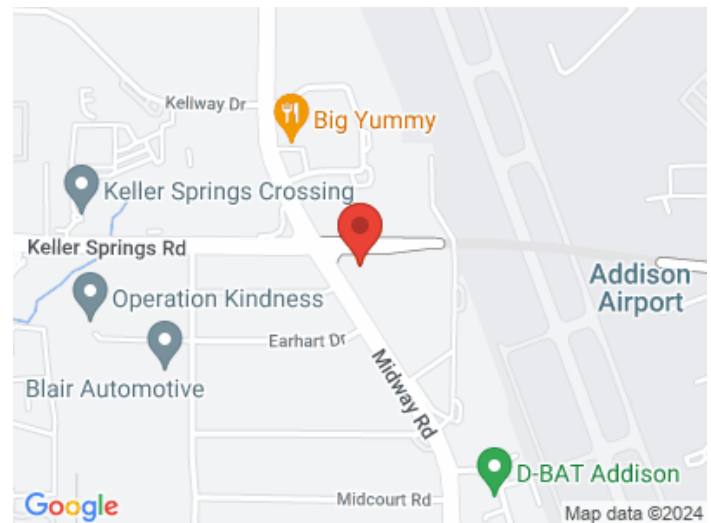 Kellway Dr
Big Yummy
Keller Springs Crossing
Keller Springs Rd
Addison
Airport
Operation Kindness
Earhart Dr
Blair Automotive
Midway Rd
D-BAT Addison
Midcourt Rd
Google
Map data ©2024